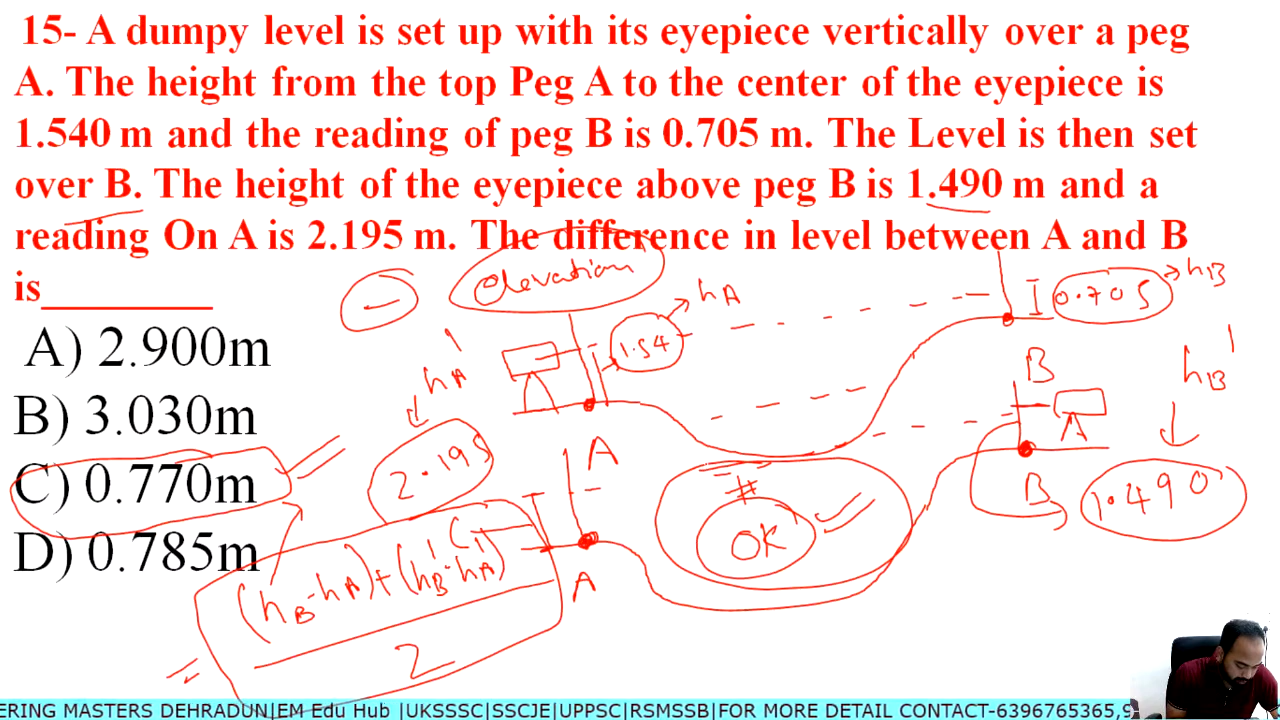 15- A dumpy level is set up with its eyepiece vertically over a peg
A. The height from the top Peg A to the center of the eyepiece is
1.540 m and the reading of peg B is 0.705 m. The Level is then set
over B. The height of the eyepiece above peg B is 1.490 m and a
reading On A is 2.195 m. The difference in level between A and B
is________
elevation
hA
1.54
0.705
hB
A) 2.900m
B) 3.030m
C) 0.770m
D) 0.785m
hA'
2.195
A
B
hB'
B
1.490
OK
A
= (hB-hA)+(hB'-hA')
2
ERING MASTERS DEHRADUN|EM Edu Hub |UKSSSC|SSCJE|UPPSC|RSMSSB|FOR MORE DETAIL CONTACT-6396765365,9